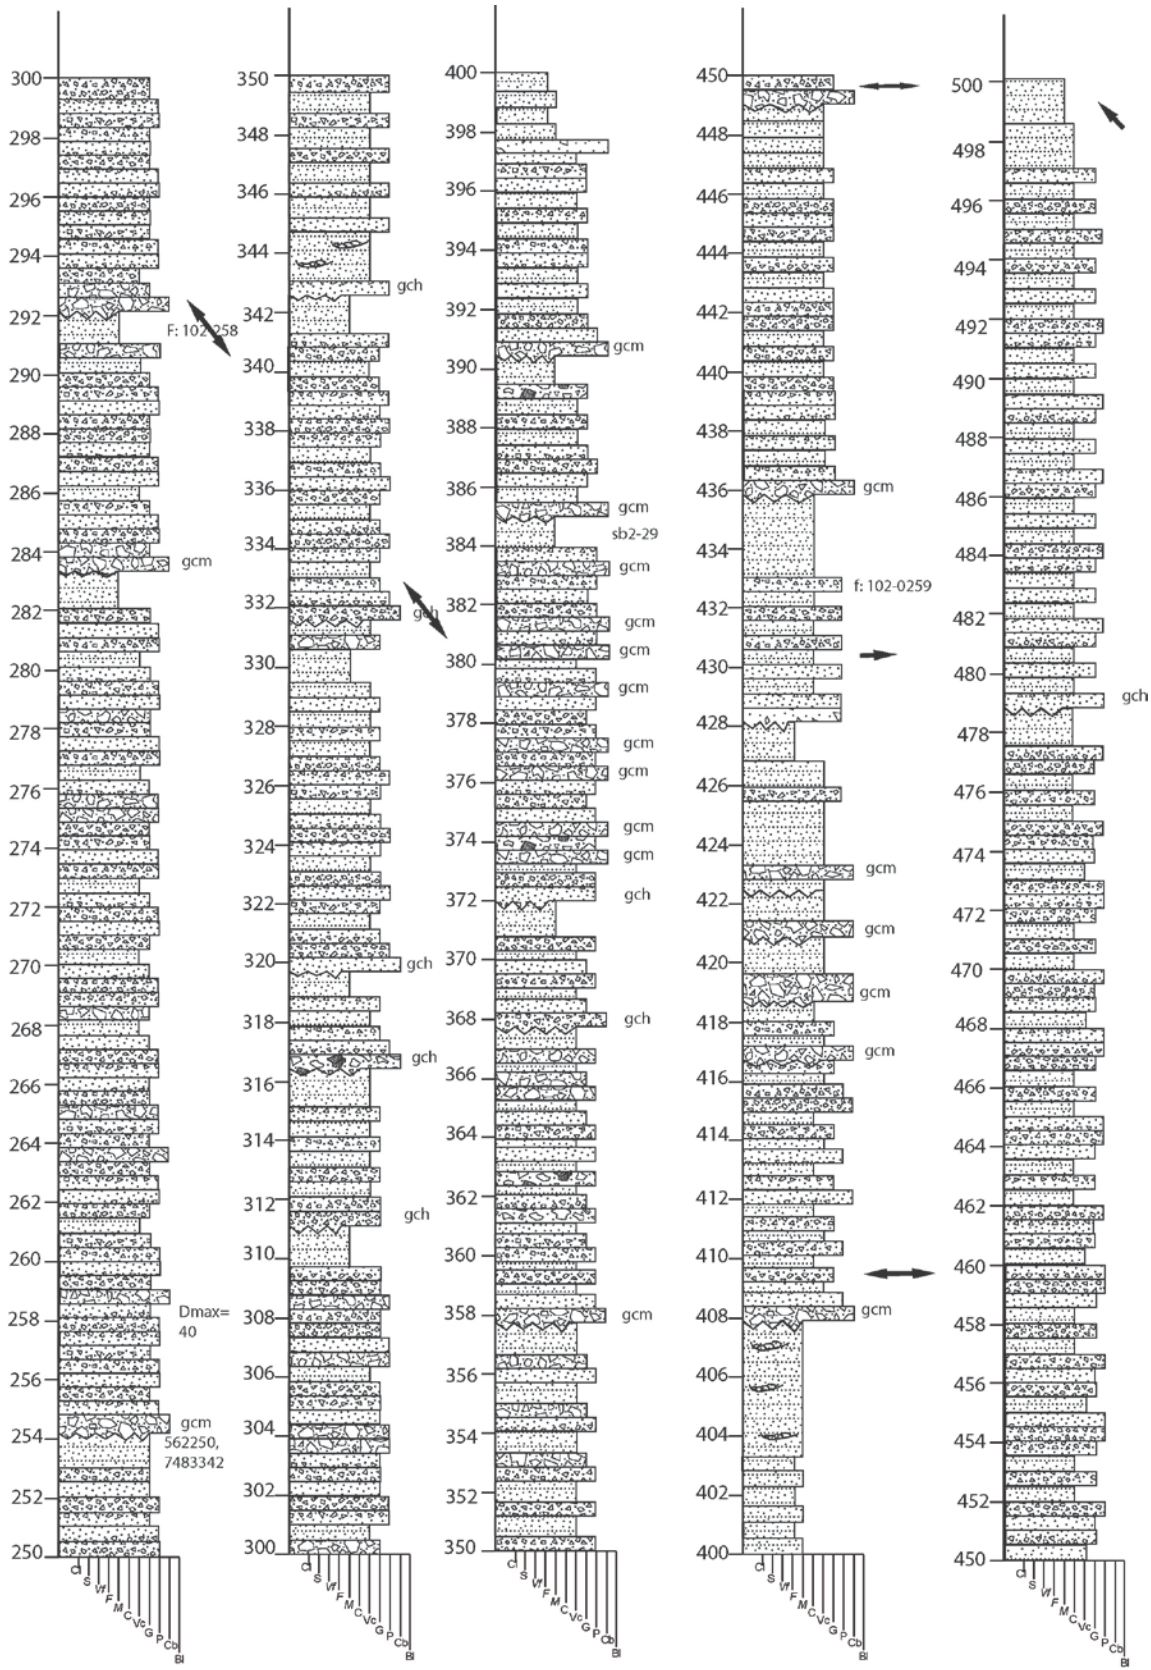 300
298
296
294
292
F: 102-258
290
288
286
284
gcm
282
280
278
276
274
272
270
268
266
264
262
260
258
Dmax=
40
256
254
gcm
562250,
7483342
252
250
Cl
S
Vf
F
M
C
Vc
G
P
Cb
Bl
350
348
346
344
gch
342
340
338
336
334
332
gch
330
328
326
324
322
320
gch
318
gch
316
314
312
gch
310
308
306
304
302
300
Cl
S
Vf
F
M
C
Vc
G
P
Cb
Bl
400
398
396
394
392
gcm
390
388
386
gcm
sb2-29
384
gcm
382
gcm
gcm
380
gcm
378
gcm
gcm
376
gcm
374
gcm
gch
372
370
368
gch
366
364
362
360
358
gcm
356
354
352
350
Cl
S
Vf
F
M
C
Vc
G
P
Cb
Bl
450
448
446
444
442
440
438
436
gcm
434
f: 102-0259
432
430
428
426
424
gcm
422
gcm
420
gcm
418
gcm
416
414
412
410
408
gcm
406
404
402
400
Cl
S
Vf
F
M
C
Vc
G
P
Cb
Bl
500
498
496
494
492
490
488
486
484
482
480
gch
478
476
474
472
470
468
466
464
462
460
458
456
454
452
450
Cl
S
Vf
F
M
C
Vc
G
P
Cb
Bl